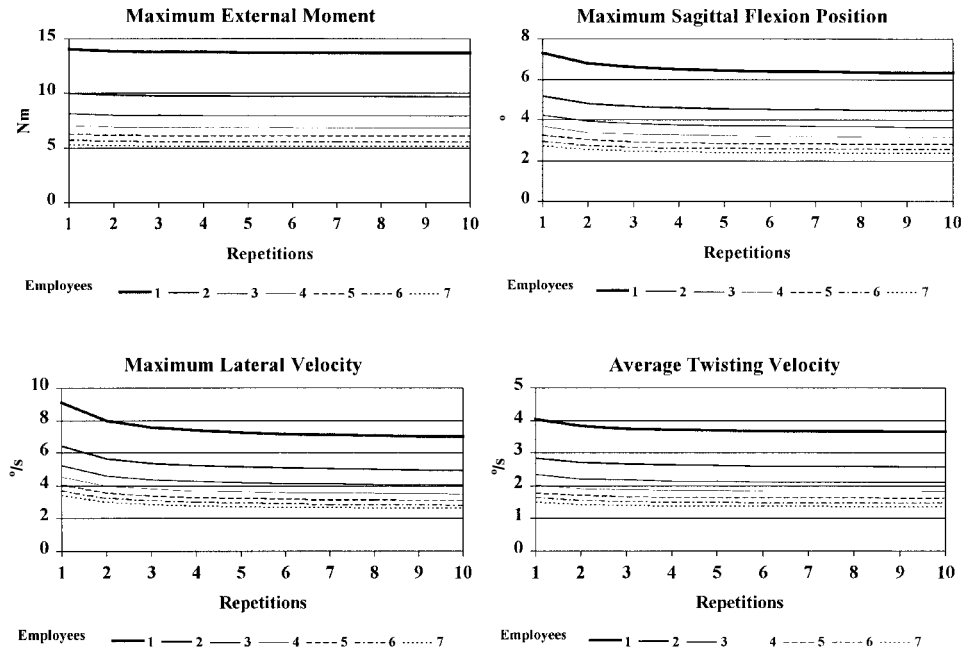 Maximum External Moment
15
10
5
0
Nm
1 2 3 4 5 6 7 8 9 10
Repetitions
Employees 1 2 3 4 5 6 7
Maximum Sagittal Flexion Position
8
6
4
2
0
°
1 2 3 4 5 6 7 8 9 10
Repetitions
Employees 1 2 3 4 5 6 7
Maximum Lateral Velocity
10
8
6
4
2
0
°/s
1 2 3 4 5 6 7 8 9 10
Repetitions
Employees 1 2 3 4 5 6 7
Average Twisting Velocity
5
4
3
2
1
0
°/s
1 2 3 4 5 6 7 8 9 10
Repetitions
Employees 1 2 3 4 5 6 7